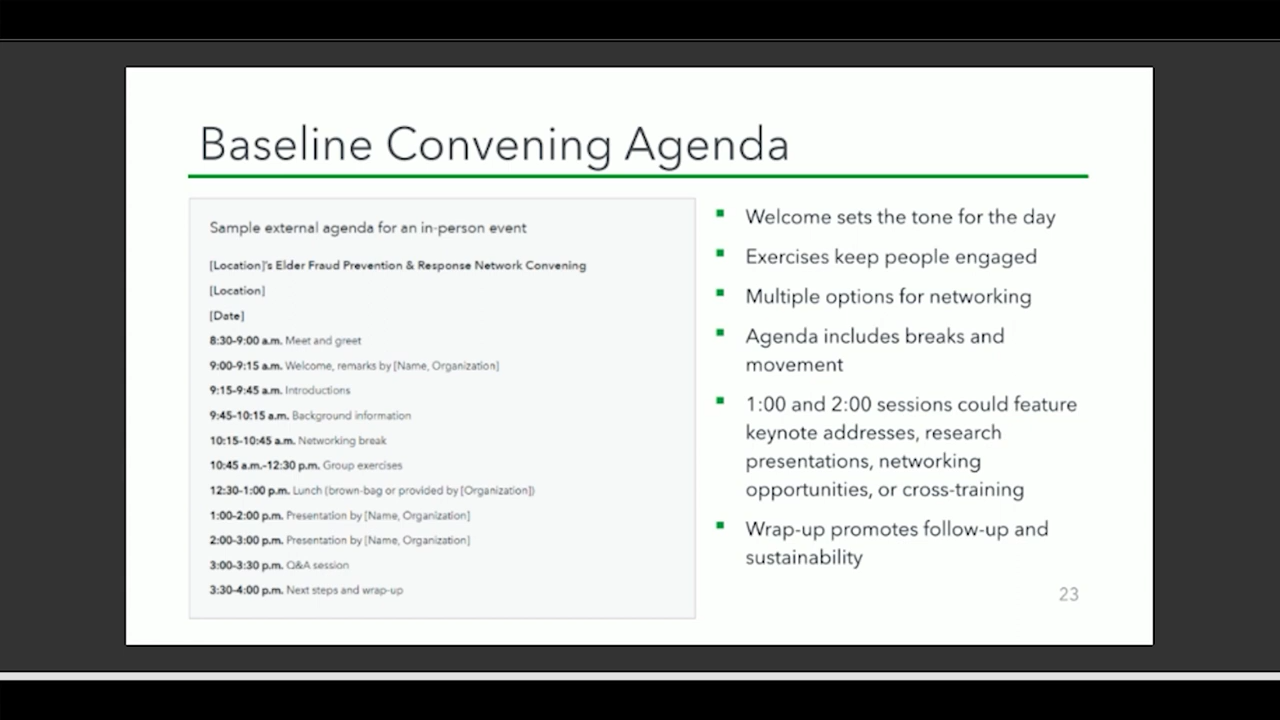 Baseline Convening Agenda
Sample external agenda for an in-person event
[Location]'s Elder Fraud Prevention & Response Network Convening
[Location]
[Date]
8:30-9:00 a.m. Meet and greet
9:00-9:15 a.m. Welcome, remarks by [Name, Organization]
9:15-9:45 a.m. Introductions
9:45-10:15 a.m. Background information
10:15-10:45 a.m. Networking break
10:45 a.m.-12:30 p.m. Group exercises
12:30-1:00 p.m. Lunch (brown-bag or provided by [Organization])
1:00-2:00 p.m. Presentation by [Name, Organization]
2:00-3:00 p.m. Presentation by [Name, Organization]
3:00-3:30 p.m. Q&A session
3:30-4:00 p.m. Next steps and wrap-up
Welcome sets the tone for the day
Exercises keep people engaged
Multiple options for networking
Agenda includes breaks and
movement
1:00 and 2:00 sessions could feature
keynote addresses, research
presentations, networking
opportunities, or cross-training
Wrap-up promotes follow-up and
sustainability
23